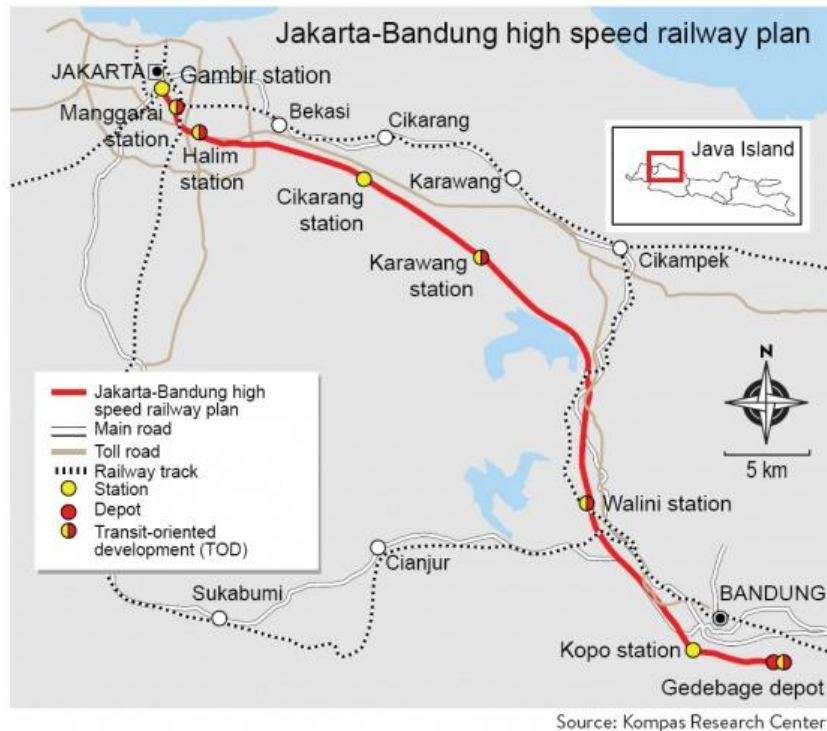 Jakarta-Bandung high speed railway plan
JAKARTA
Gambir station
Manggarai
station
Halim
station
Bekasi
Cikarang
Cikarang
station
Karawang
Karawang
station
Cikampek
Java Island
N
5 km
Jakarta-Bandung high
speed railway plan
Main road
Toll road
Railway track
Station
Depot
Transit-oriented
development (TOD)
Walini station
Cianjur
Sukabumi
BANDUNG
Kopo station
Gedebage depot
Source: Kompas Research Center